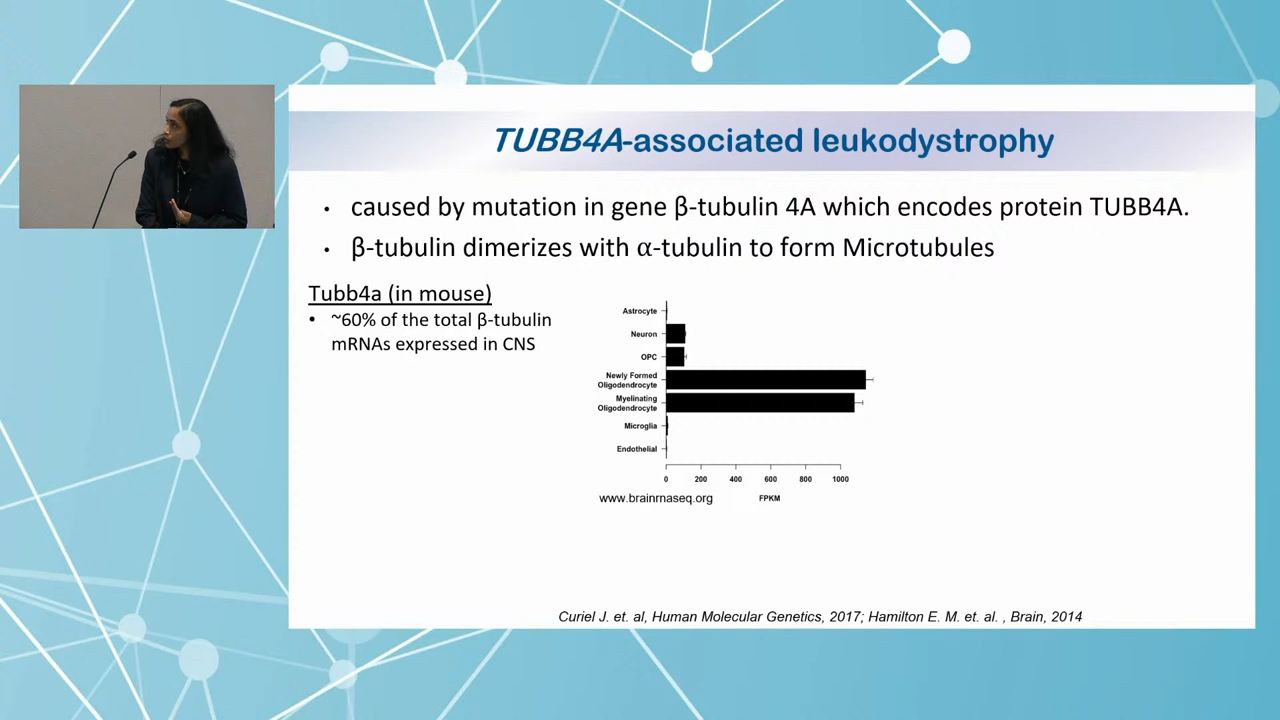 TUBB4A-associated leukodystrophy
• caused by mutation in gene β-tubulin 4A which encodes protein TUBB4A.
• β-tubulin dimerizes with α-tubulin to form Microtubules
Tubb4a (in mouse)
• ~60% of the total β-tubulin
mRNAs expressed in CNS
Astrocyte
Neuron
OPC
Newly Formed
Oligodendrocyte
Myelinating
Oligodendrocyte
Microglia
Endothelial
0 200 400 600 800 1000
www.brainrnaseq.org FPKM
Curiel J. et. al, Human Molecular Genetics, 2017; Hamilton E. M. et. al. , Brain, 2014